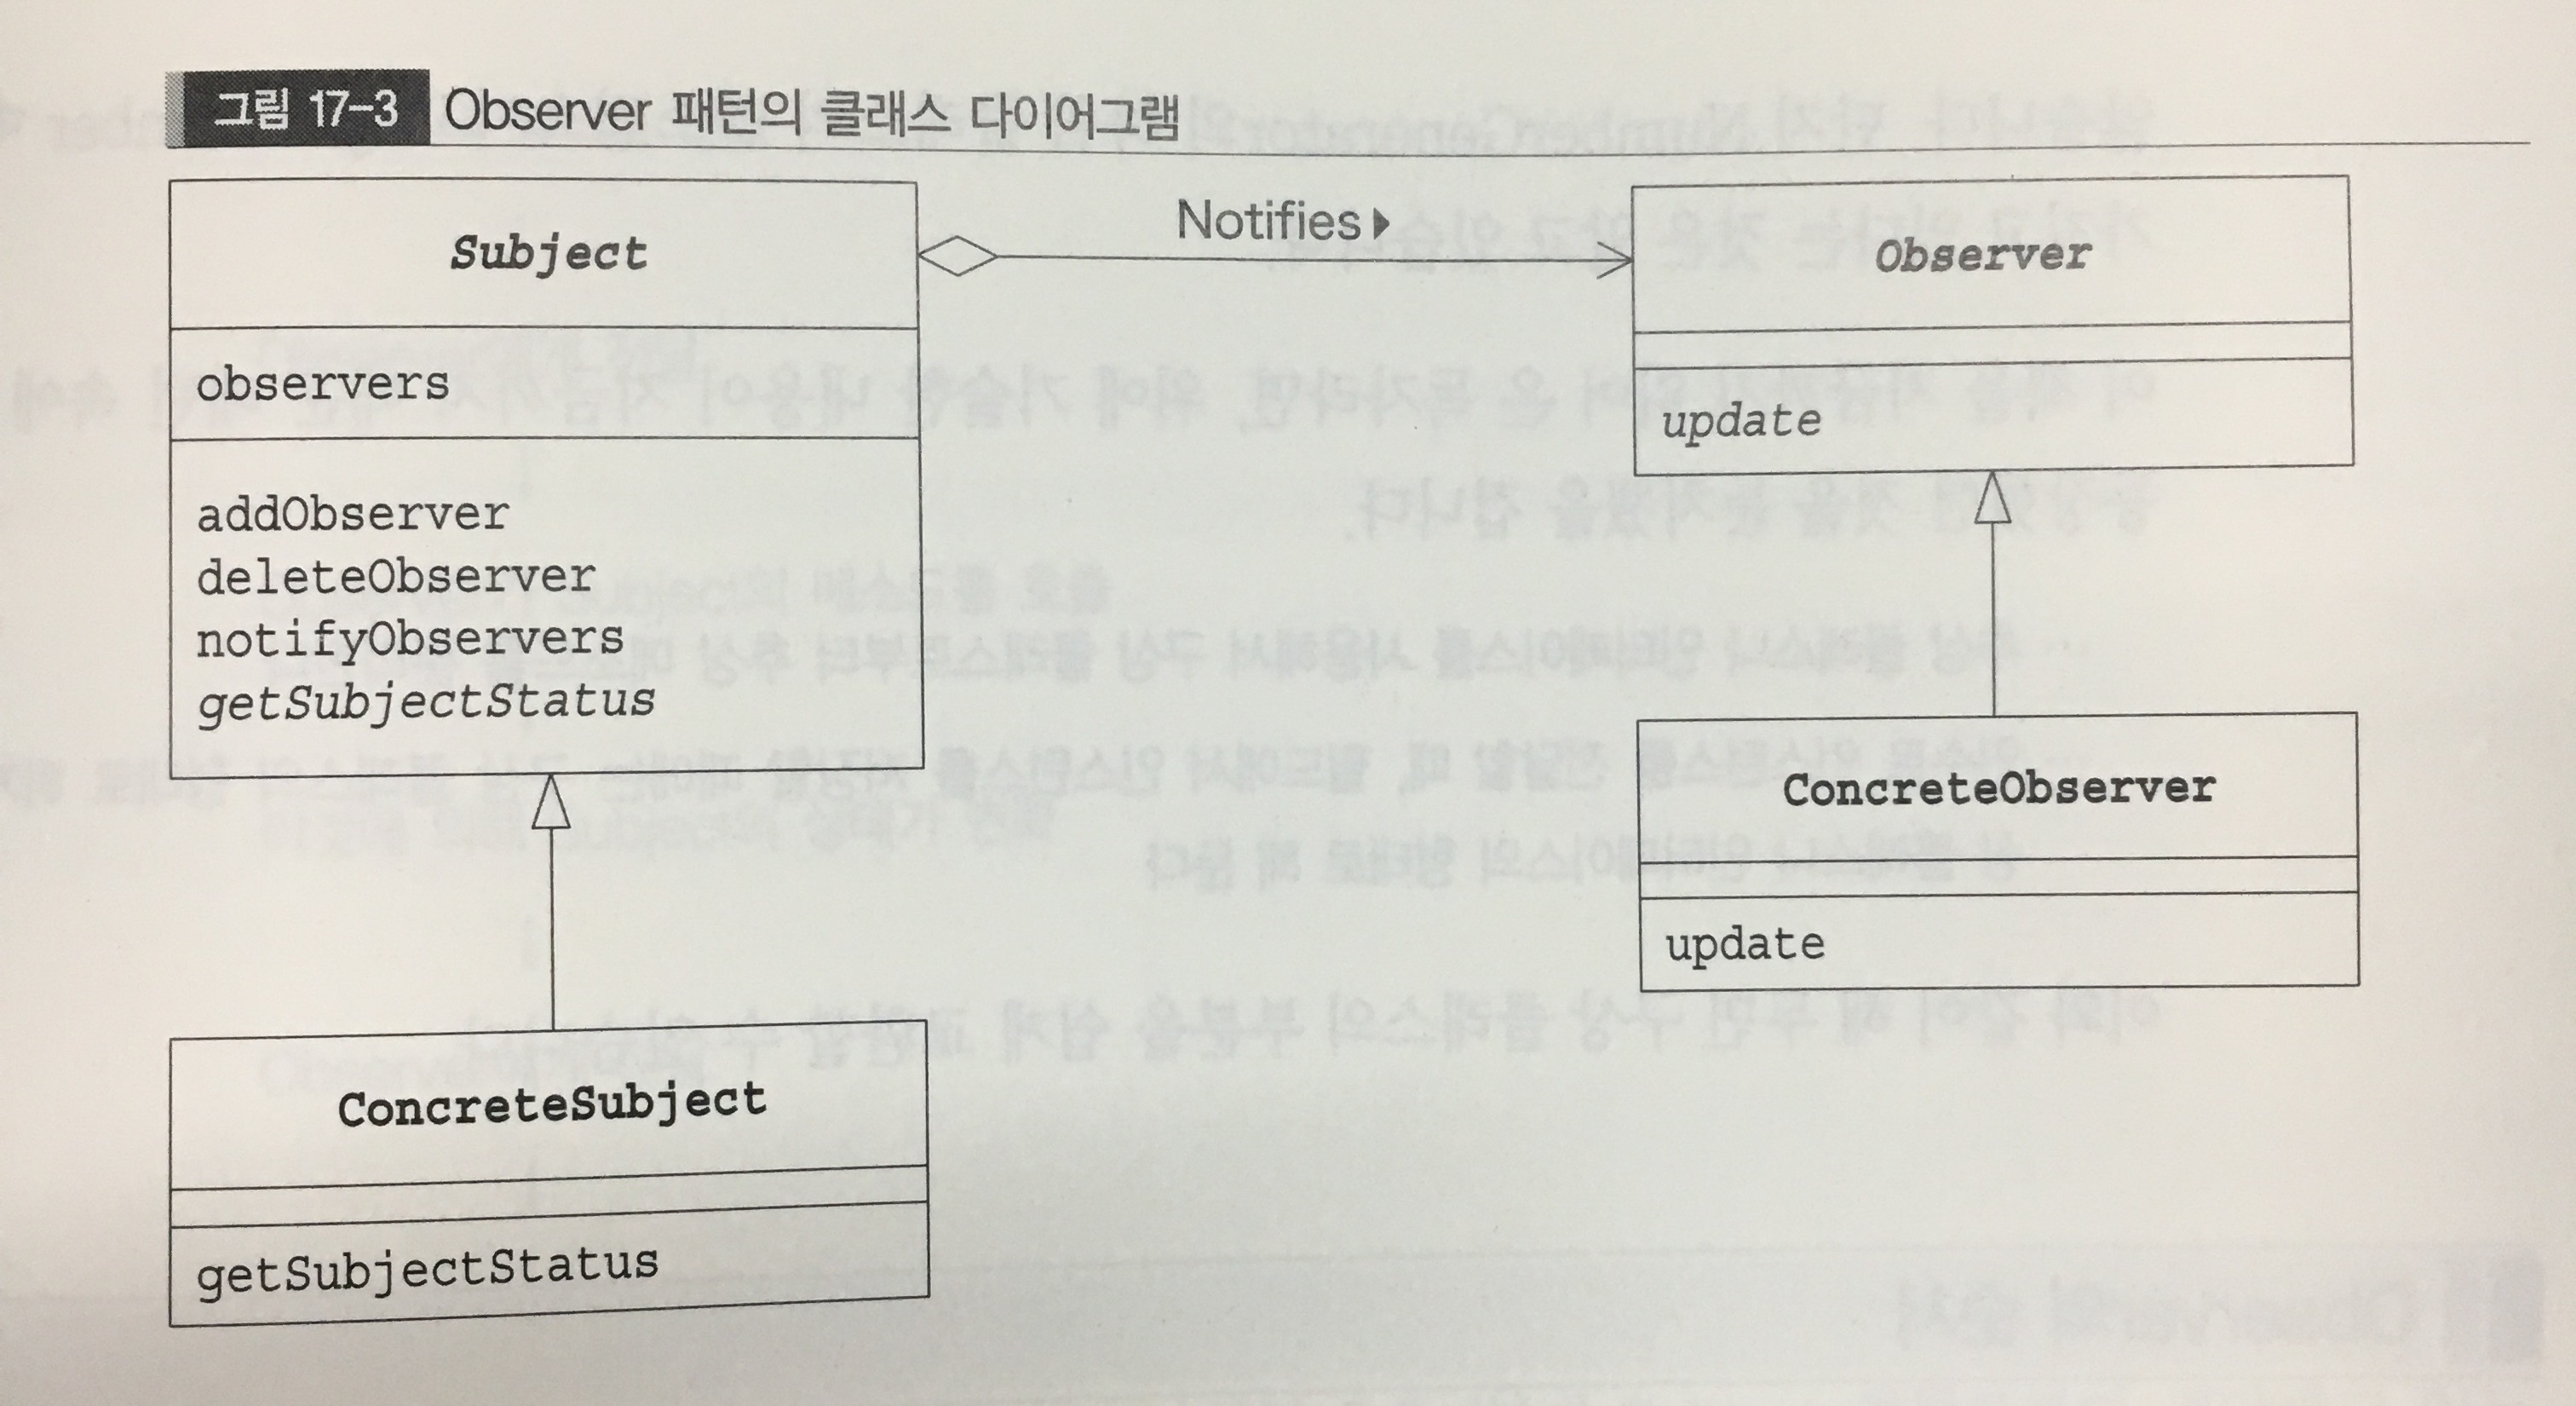 그림 17-3 Observer 패턴의 클래스 다이어그램
Subject
observers
addObserver
deleteObserver
notifyObservers
getSubjectStatus
Notifies▶
Observer
update
ConcreteObserver
update
ConcreteSubject
getSubjectStatus